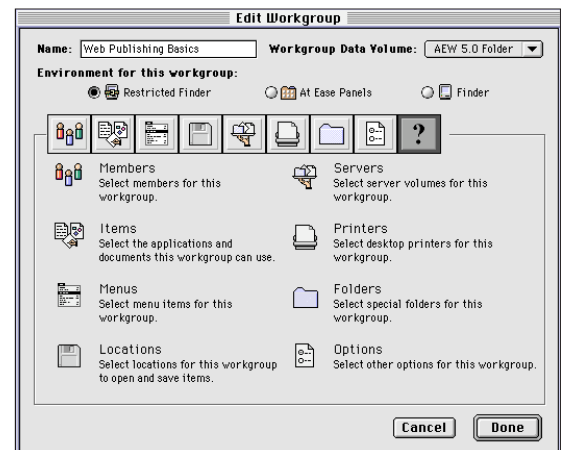 Edit Workgroup
Name: Web Publishing Basics Workgroup Data Volume: AEW 5.0 Folder
Environment for this workgroup:
Restricted Finder At Ease Panels Finder
?
Members
Select members for this
workgroup.
Servers
Select server volumes for this
workgroup.
Items
Select the applications and
documents this workgroup can use.
Printers
Select desktop printers for this
workgroup.
Menus
Select menu items for this
workgroup.
Folders
Select special folders for this
workgroup.
Locations
Select locations for this workgroup
to open and save items.
Options
Select other options for this workgroup.
Cancel Done